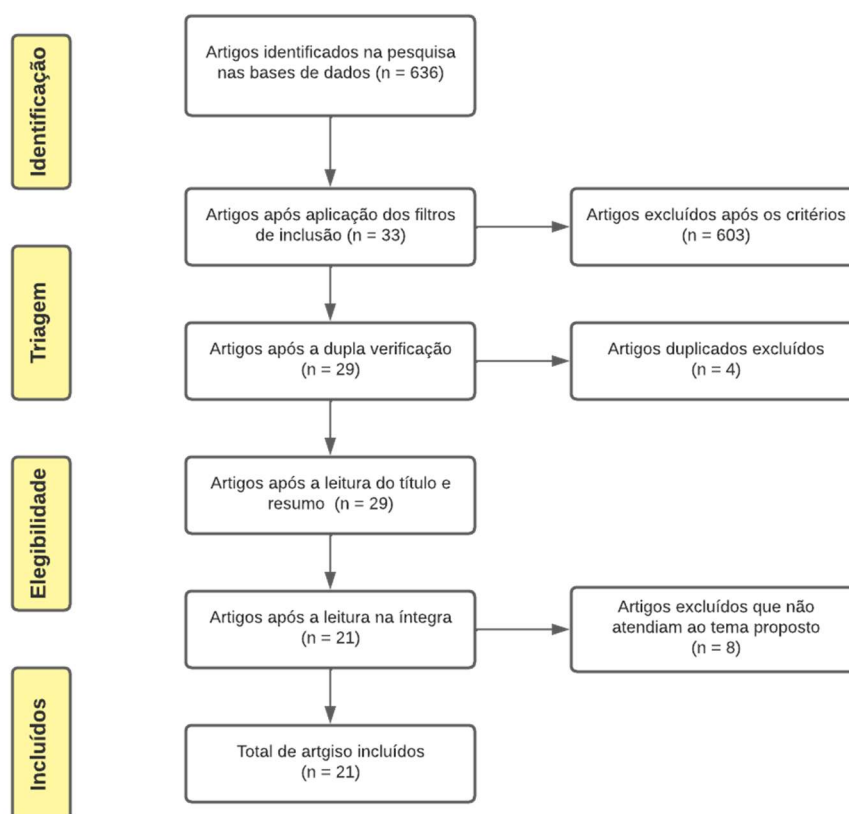 Identificação
Artigos identificados na pesquisa
nas bases de dados (n = 636)
Triagem
Artigos após aplicação dos filtros
de inclusão (n = 33)
Artigos excluídos após os critérios
(n = 603)
Artigos após a dupla verificação
(n = 29)
Artigos duplicados excluídos
(n = 4)
Elegibilidade
Artigos após a leitura do título e
resumo (n = 29)
Artigos após a leitura na íntegra
(n = 21)
Artigos excluídos que não
atendiam ao tema proposto
(n = 8)
Incluídos
Total de artgiso incluídos
(n = 21)